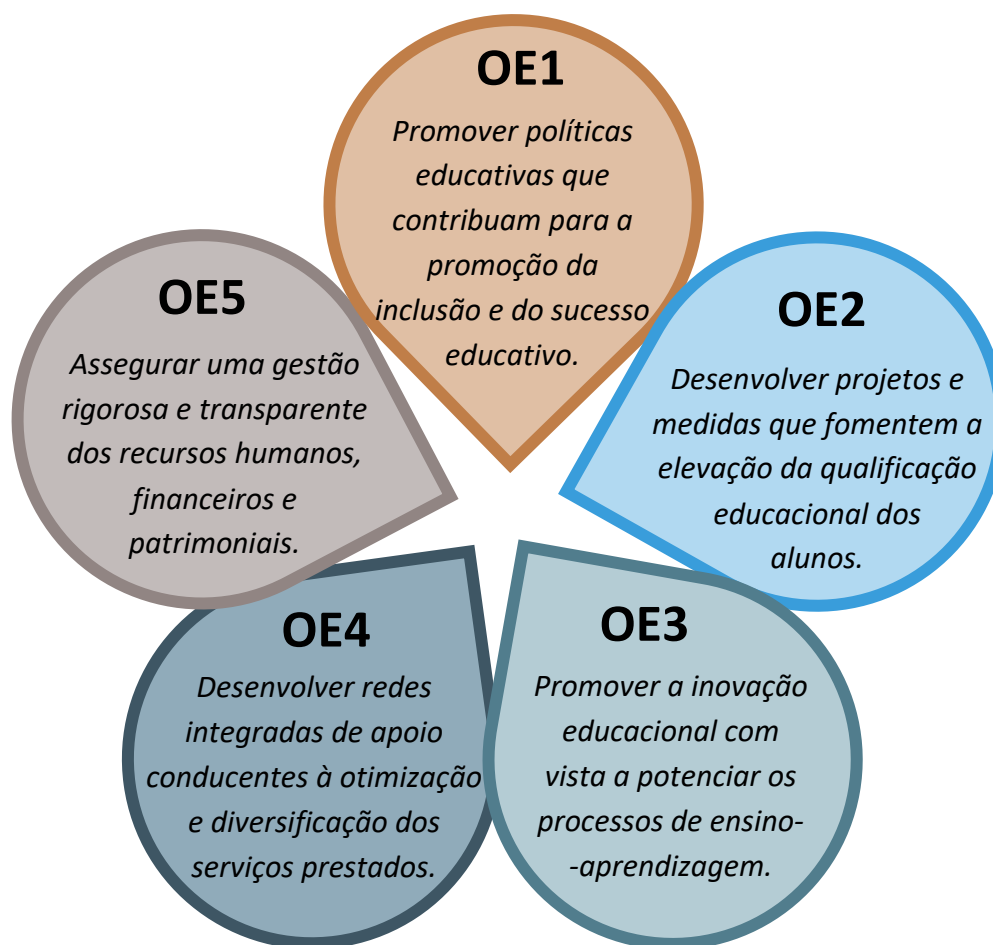 OE1
Promover políticas
educativas que
contribuam para a
promoção da
inclusão e do sucesso
educativo.
OE2
Desenvolver projetos e
medidas que fomentem a
elevação da qualificação
educacional dos
alunos.
OE3
Promover a inovação
educacional com
vista a potenciar os
processos de ensino-
-aprendizagem.
OE4
Desenvolver redes
integradas de apoio
conducentes à otimização
e diversificação dos
serviços prestados.
OE5
Assegurar uma gestão
rigorosa e transparente
dos recursos humanos,
financeiros e
patrimoniais.